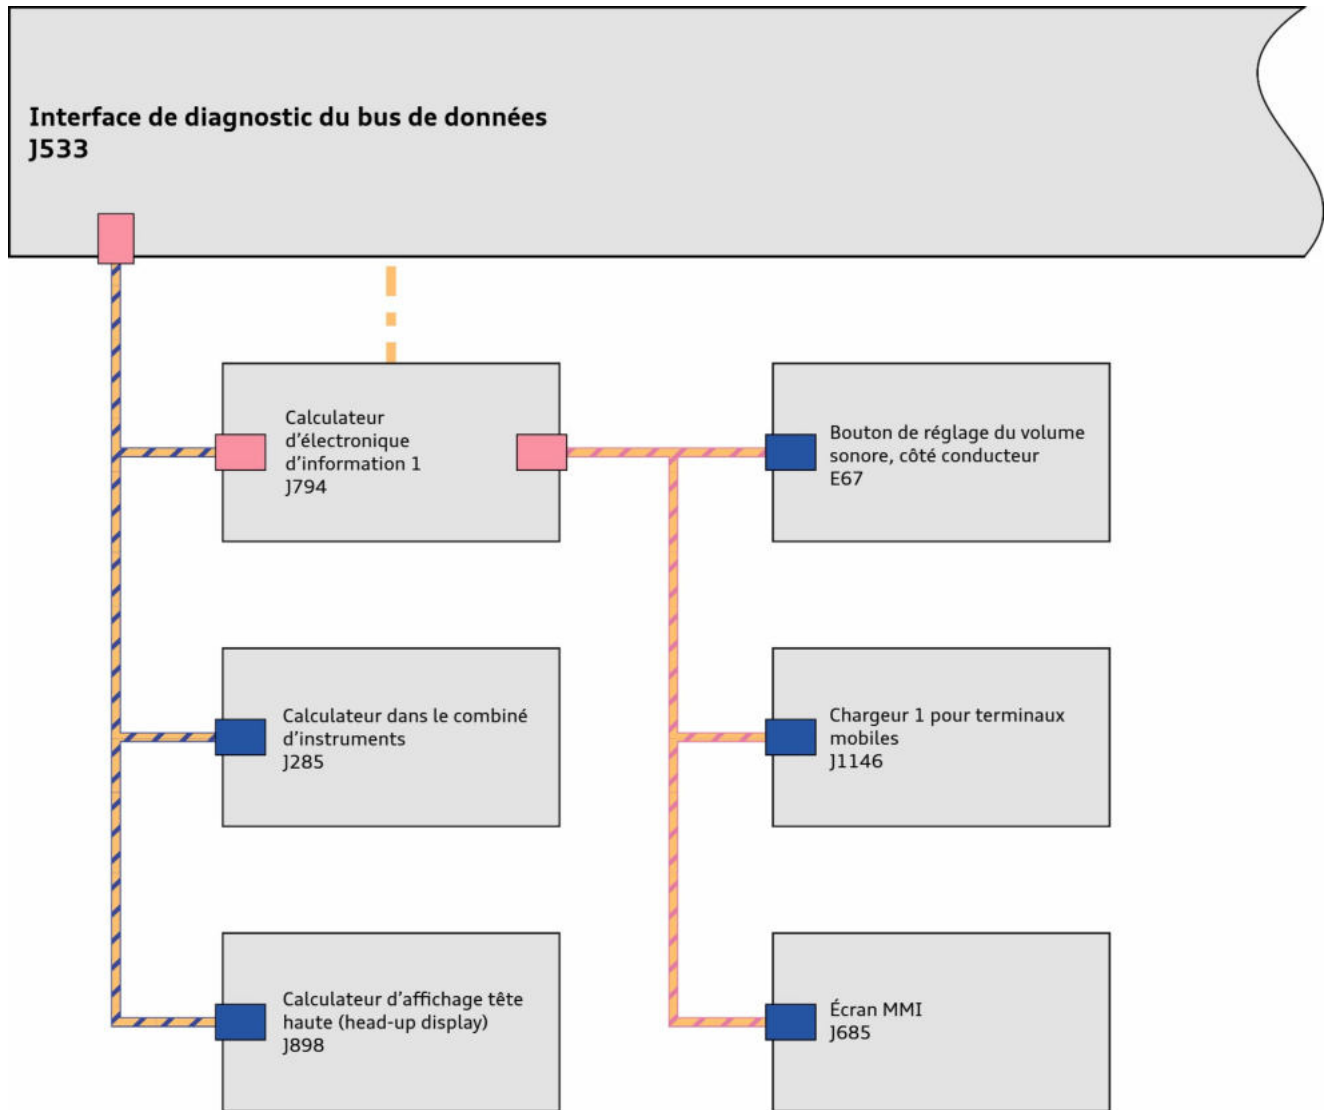 Interface de diagnostic du bus de données
J533
Calculateur
d’électronique
d’information 1
J794
Bouton de réglage du volume
sonore, côté conducteur
E67
Calculateur dans le combiné
d’instruments
J285
Chargeur 1 pour terminaux
mobiles
J1146
Calculateur d’affichage tête
haute (head-up display)
J898
Écran MMI
J685